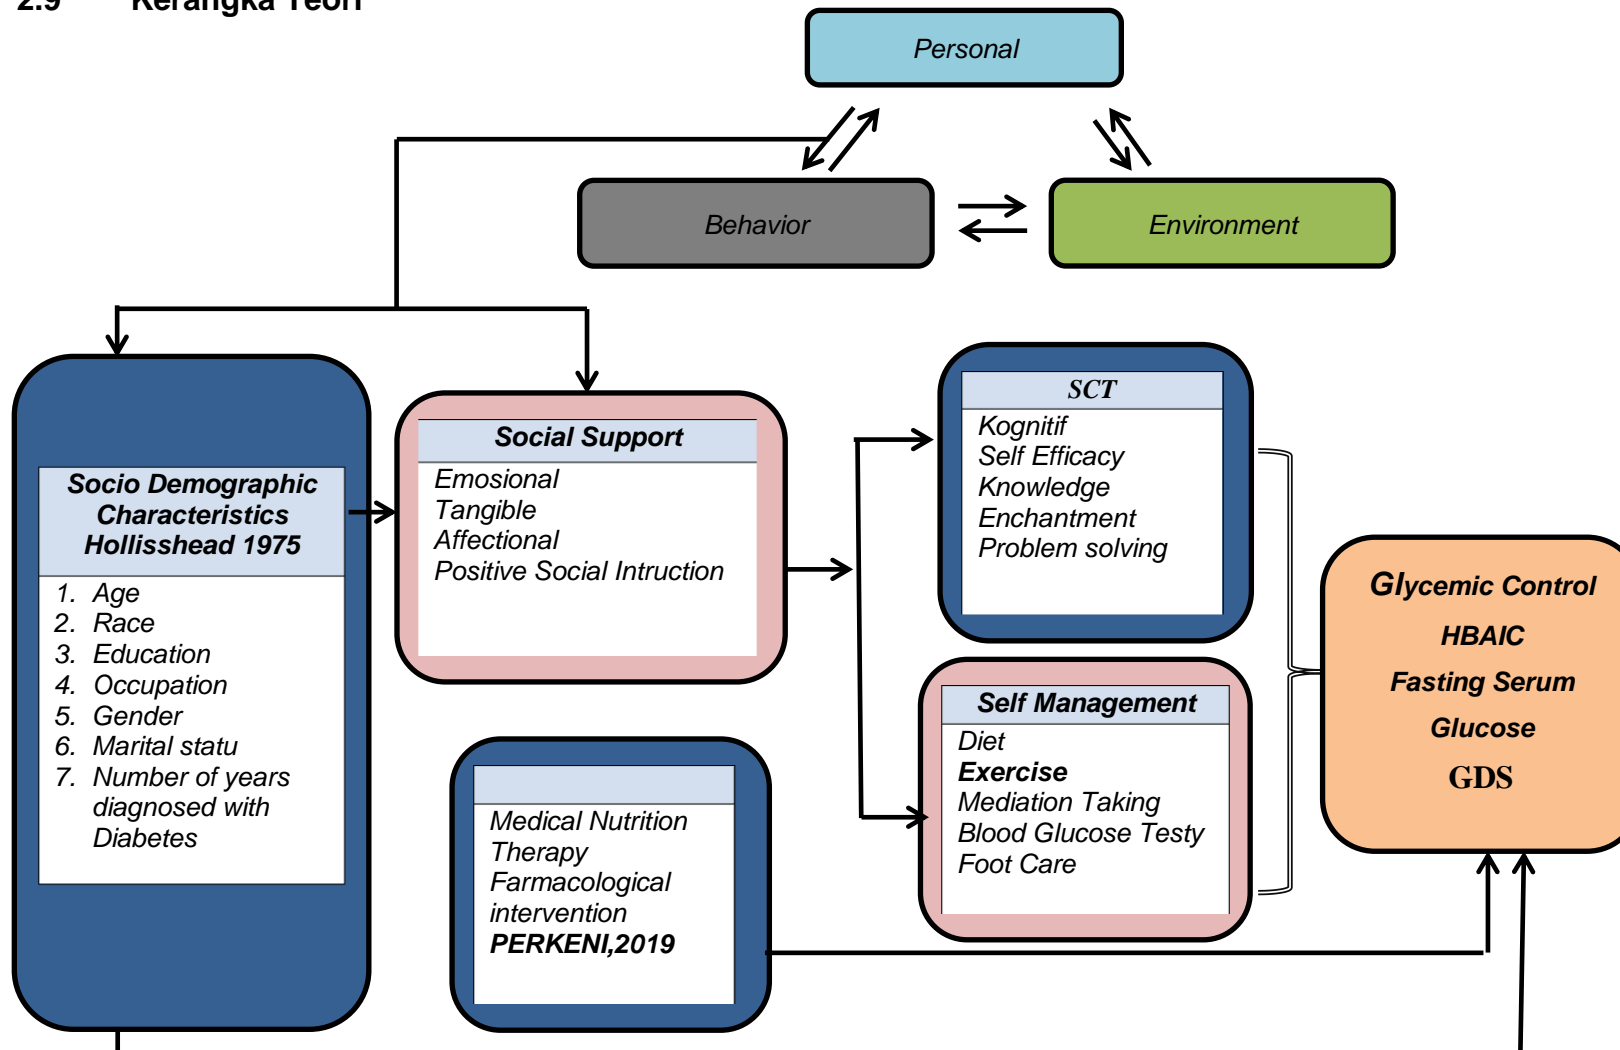 2.9 Kerangka Teori
Personal
Behavior
Environment
Socio Demographic
Characteristics
Hollisshead 1975
1. Age
2. Race
3. Education
4. Occupation
5. Gender
6. Marital statu
7. Number of years
diagnosed with
Diabetes
Social Support
Emosional
Tangible
Affectional
Positive Social Intruction
Medical Nutrition
Therapy
Farmacological
intervention
PERKENI,2019
SCT
Kognitif
Self Efficacy
Knowledge
Enchantment
Problem solving
Self Management
Diet
Exercise
Mediation Taking
Blood Glucose Testy
Foot Care
Glycemic Control
HBAIC
Fasting Serum
Glucose
GDS